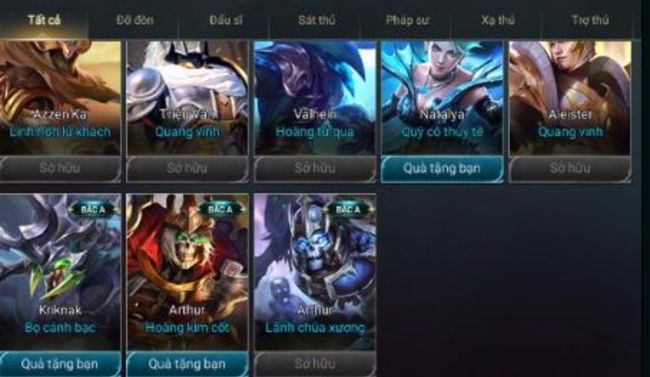 Tất cả Đỡ đòn Đấu sĩ Sát thủ Pháp sư Xạ thủ Trợ thủ
Azzen'Ka Triệu Vâ... Valhein Natalya Aleister
Linh hồn lữ khách Quang vinh Hoàng tử quạ Quý cô thủy tề Quang vinh
Sở hữu Sở hữu Sở hữu Quà tặng bạn Sở hữu
BẬC A BẬC A BẬC A
Kriknak Arthur Arthur
Bọ cánh bạc Hoàng kim cốt Lãnh chúa xương
Quà tặng bạn Quà tặng bạn Sở hữu